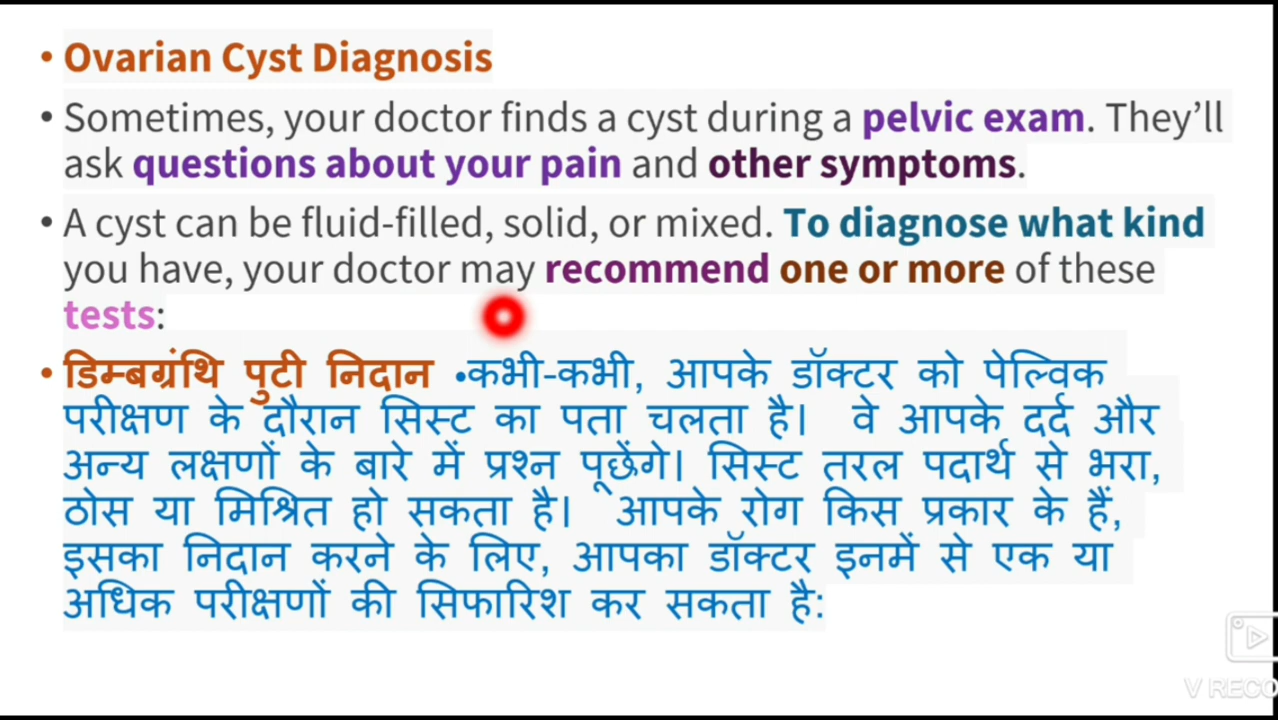 • Ovarian Cyst Diagnosis
• Sometimes, your doctor finds a cyst during a pelvic exam. They’ll
ask questions about your pain and other symptoms.
• A cyst can be fluid-filled, solid, or mixed. To diagnose what kind
you have, your doctor may recommend one or more of these
tests:
• डिम्बग्रंथि पुटी निदान •कभी-कभी, आपके डॉक्टर को पेल्विक
परीक्षण के दौरान सिस्ट का पता चलता है। वे आपके दर्द और
अन्य लक्षणों के बारे में प्रश्न पूछेंगे। सिस्ट तरल पदार्थ से भरा,
ठोस या मिश्रित हो सकता है। आपके रोग किस प्रकार के हैं,
इसका निदान करने के लिए, आपका डॉक्टर इनमें से एक या
अधिक परीक्षणों की सिफारिश कर सकता है:
V RECO